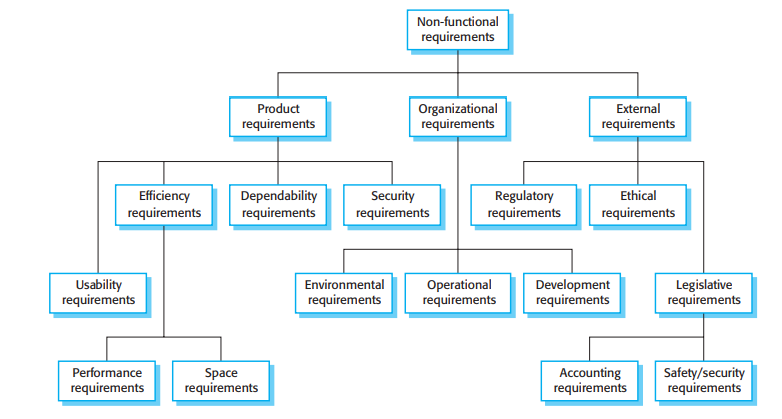 Non-functional
requirements
Product
requirements
Organizational
requirements
External
requirements
Efficiency
requirements
Dependability
requirements
Security
requirements
Regulatory
requirements
Ethical
requirements
Usability
requirements
Environmental
requirements
Operational
requirements
Development
requirements
Legislative
requirements
Performance
requirements
Space
requirements
Accounting
requirements
Safety/security
requirements